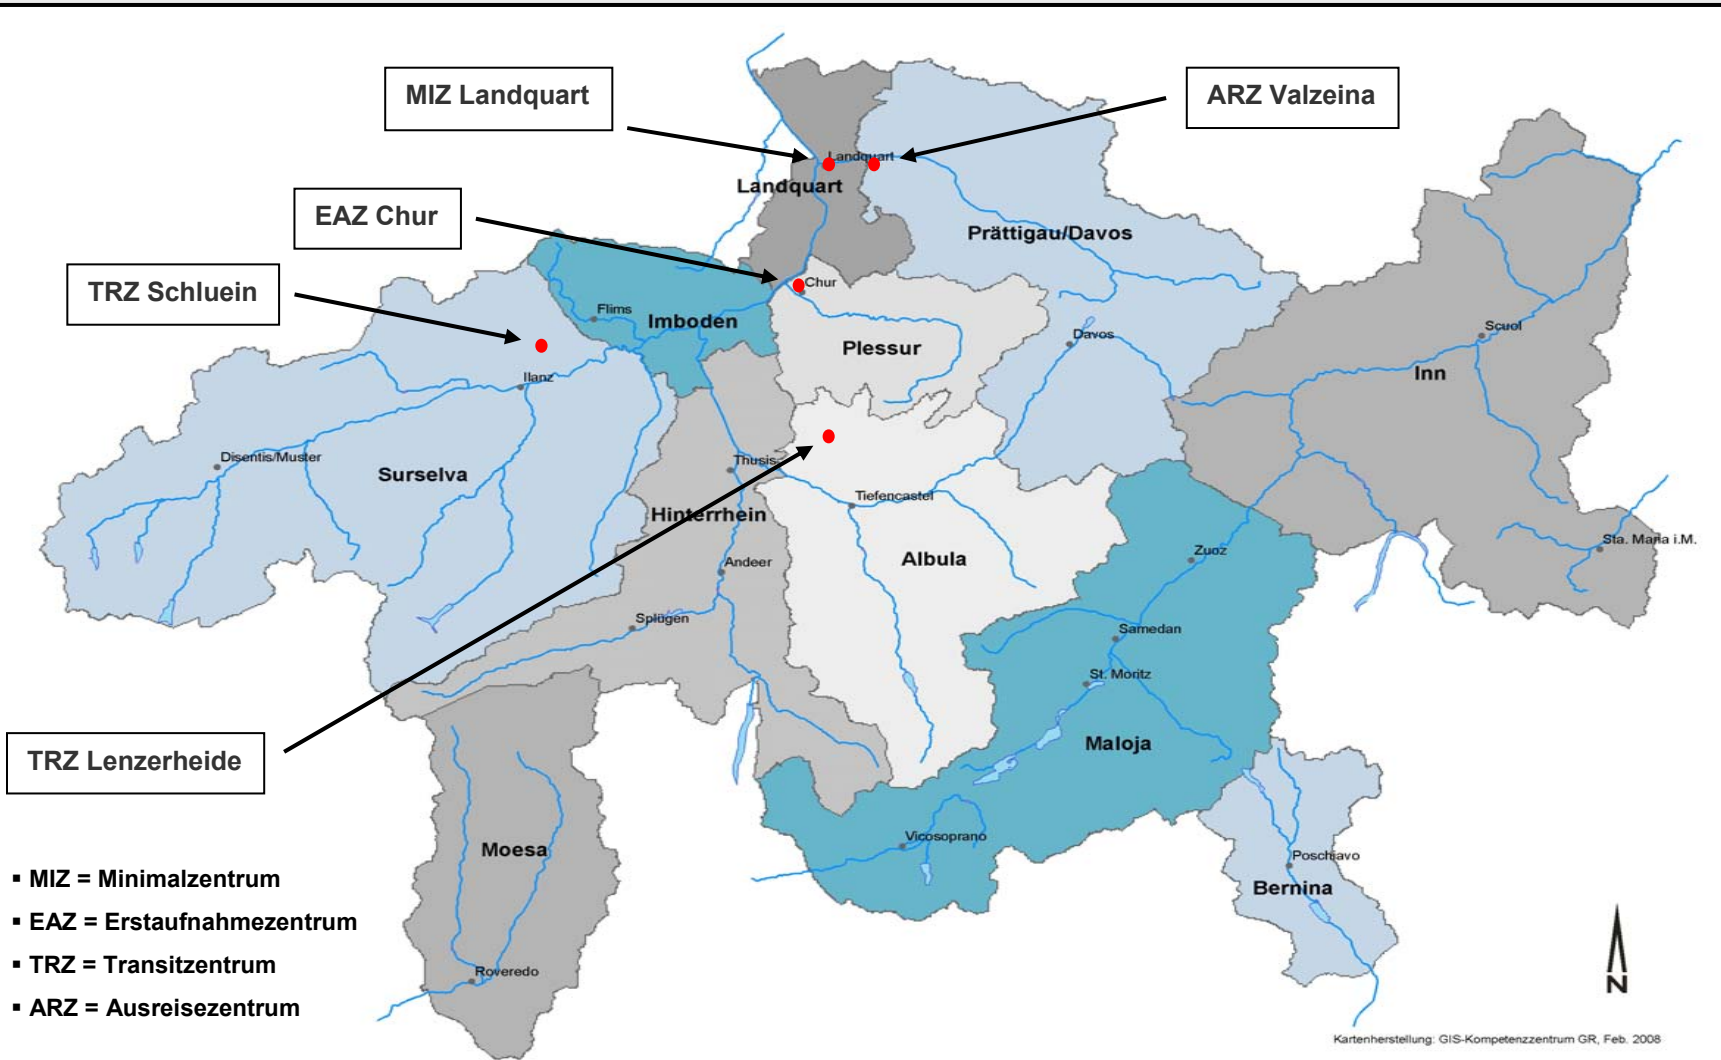 MIZ Landquart
ARZ Valzeina
Landquart
Landquart
EAZ Chur
Prättigau/Davos
TRZ Schluein
Chur
Flims
Imboden
Plessur
Davos
Scuol
Inn
Ilanz
Disentis/Muster
Surselva
Thusis
Tiefencastel
Hinterrhein
Albula
Zuoz
Sta. Maria i.M.
Andeer
Splügen
Samedan
St. Moritz
TRZ Lenzerheide
Maloja
Moesa
Vicosoprano
Poschiavo
Bernina
▪ MIZ = Minimalzentrum
▪ EAZ = Erstaufnahmezentrum
▪ TRZ = Transitzentrum
▪ ARZ = Ausreisezentrum
Roveredo
N
Kartenherstellung: GIS-Kompetenzzentrum GR, Feb. 2008